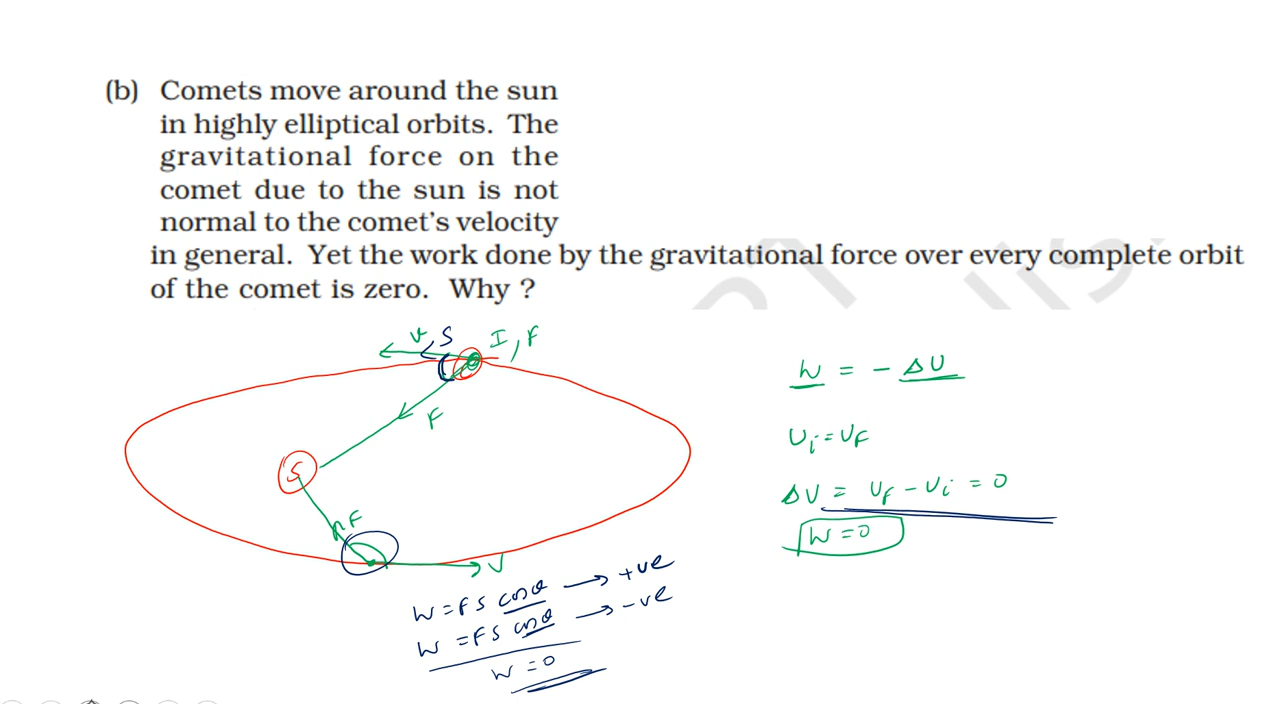 (b) Comets move around the sun
in highly elliptical orbits. The
gravitational force on the
comet due to the sun is not
normal to the comet's velocity
in general. Yet the work done by the gravitational force over every complete orbit
of the comet is zero. Why ?
v, S
I, F
F
S
F
V
W = - ΔU
Ui = UF
ΔU = Uf - Ui = 0
W = 0
W = FS cosθ → +ve
W = FS cosθ → -ve
W = 0